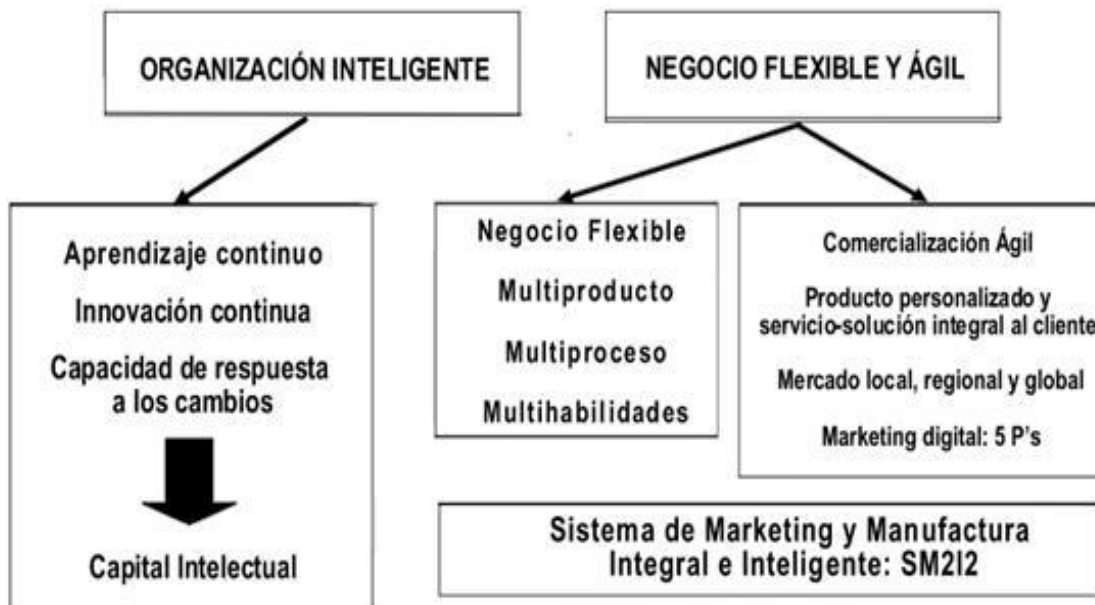 ORGANIZACIÓN INTELIGENTE
NEGOCIO FLEXIBLE Y ÁGIL
Aprendizaje continuo
Innovación continua
Capacidad de respuesta
a los cambios
Capital Intelectual
Negocio Flexible
Multiproducto
Multiproceso
Multihabilidades
Comercialización Ágil
Producto personalizado y
servicio-solución integral al cliente
Mercado local, regional y global
Marketing digital: 5 P's
Sistema de Marketing y Manufactura
Integral e Inteligente: SM2I2